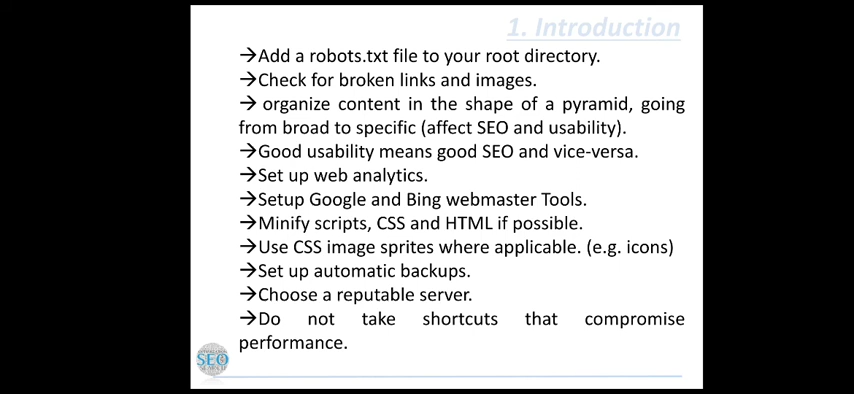 1. Introduction
→Add a robots.txt file to your root directory.
→Check for broken links and images.
→ organize content in the shape of a pyramid, going
from broad to specific (affect SEO and usability).
→Good usability means good SEO and vice-versa.
→Set up web analytics.
→Setup Google and Bing webmaster Tools.
→Minify scripts, CSS and HTML if possible.
→Use CSS image sprites where applicable. (e.g. icons)
→Set up automatic backups.
→Choose a reputable server.
→Do not take shortcuts that compromise
performance.
SEO